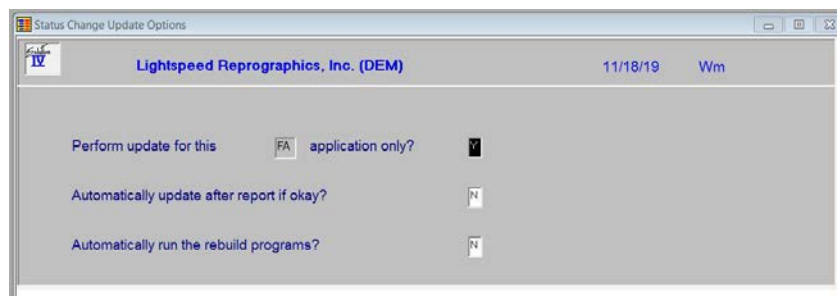 Status Change Update Options
IV
Lightspeed Reprographics, Inc. (DEM) 11/18/19 Wm
Perform update for this FA application only? Y
Automatically update after report if okay? N
Automatically run the rebuild programs? N